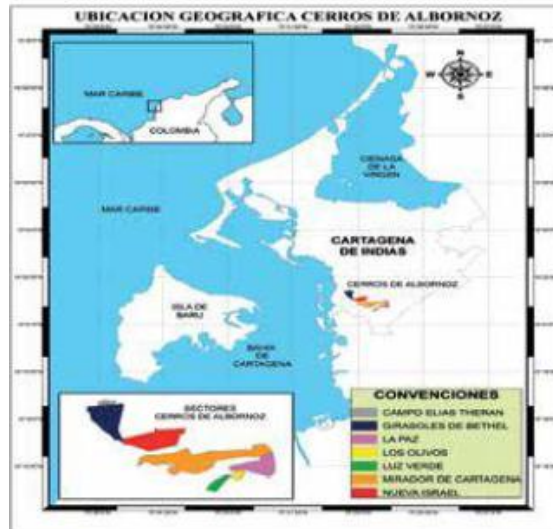 UBICACION GEOGRAFICA CERROS DE ALBORNOZ
N
W E
S
MAR CARIBE
COLOMBIA
CIENAGA
DE LA
VIRGEN
MAR CARIBE
CARTAGENA
DE INDIAS
CERROS DE ALBORNOZ
ISLA DE
BARU
BAHIA
DE
CARTAGENA
SECTORES
CERROS DE ALBORNOZ
CONVENCIONES
CAMPO ELIAS THERAN
GIRASOLES DE BETHEL
LA PAZ
LOS OLIVOS
LUZ VERDE
MIRADOR DE CARTAGENA
NUEVA ISRAEL